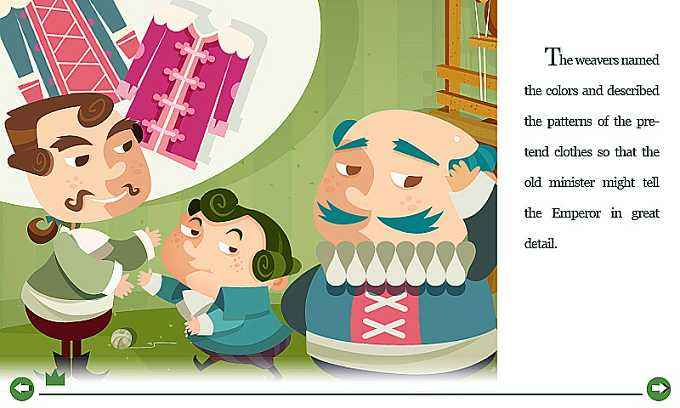 The weavers named
the colors and described
the patterns of the pre-
tend clothes so that the
old minister might tell
the Emperor in great
detail.